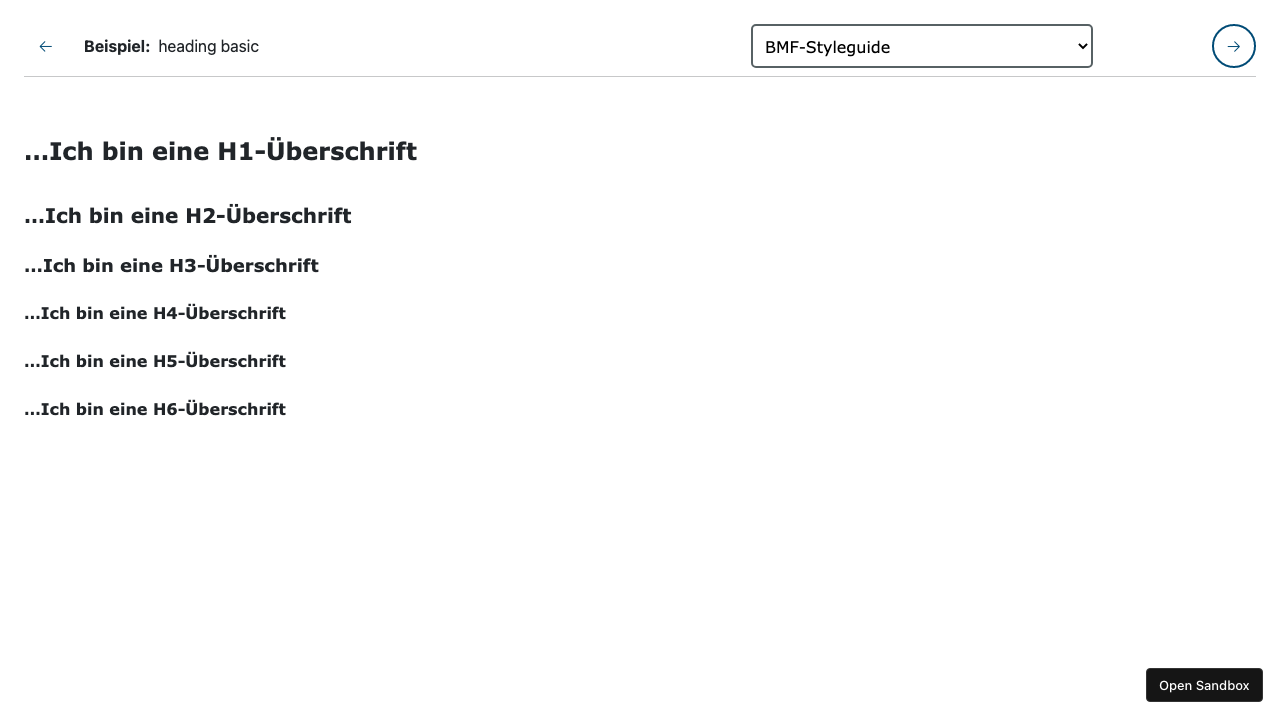 Beispiel: heading basic
BMF-Styleguide
...Ich bin eine H1-Überschrift
...Ich bin eine H2-Überschrift
...Ich bin eine H3-Überschrift
...Ich bin eine H4-Überschrift
...Ich bin eine H5-Überschrift
...Ich bin eine H6-Überschrift
Open Sandbox